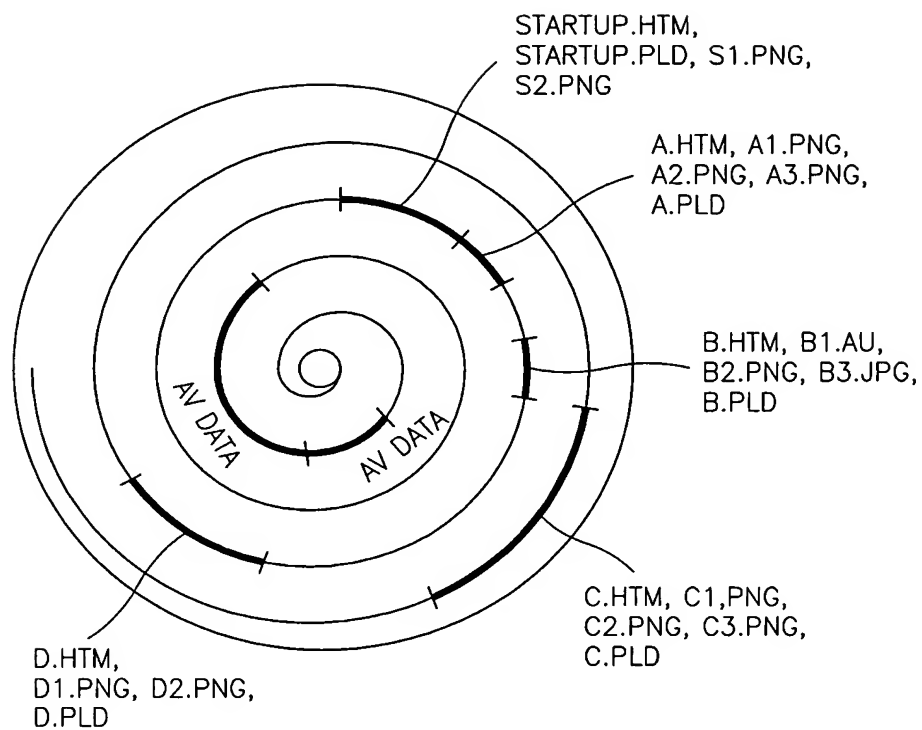 STARTUP.HTM,
STARTUP.PLD, S1.PNG,
S2.PNG
A.HTM, A1.PNG,
A2.PNG, A3.PNG,
A.PLD
B.HTM, B1.AU,
B2.PNG, B3.JPG,
B.PLD
AV DATA
AV DATA
C.HTM, C1,PNG,
C2.PNG, C3.PNG,
C.PLD
D.HTM,
D1.PNG, D2.PNG,
D.PLD